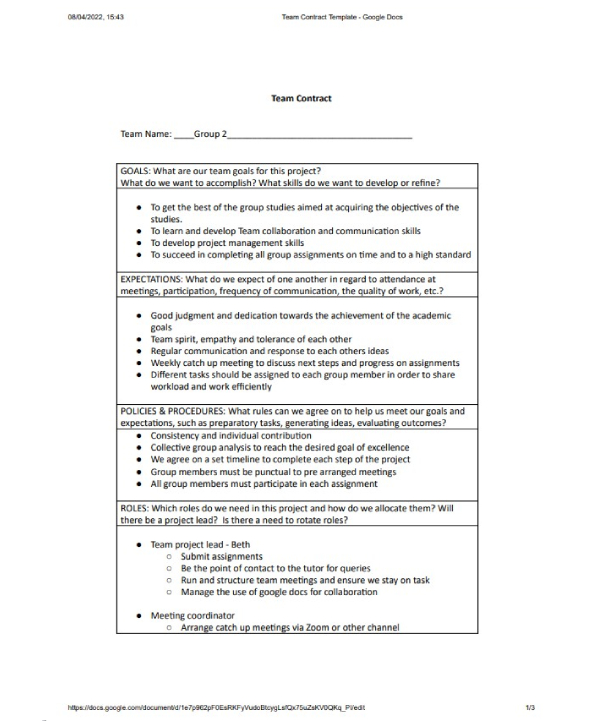 08/04/2022, 15:43 Team Contract Template - Google Docs
Team Contract
Team Name: ____Group 2____________________________________
GOALS: What are our team goals for this project?
What do we want to accomplish? What skills do we want to develop or refine?
● To get the best of the group studies aimed at acquiring the objectives of the
studies.
● To learn and develop Team collaboration and communication skills
● To develop project management skills
● To succeed in completing all group assignments on time and to a high standard
EXPECTATIONS: What do we expect of one another in regard to attendance at
meetings, participation, frequency of communication, the quality of work, etc.?
● Good judgment and dedication towards the achievement of the academic
goals
● Team spirit, empathy and tolerance of each other
● Regular communication and response to each others ideas
● Weekly catch up meeting to discuss next steps and progress on assignments
● Different tasks should be assigned to each group member in order to share
workload and work efficiently
POLICIES & PROCEDURES: What rules can we agree on to help us meet our goals and
expectations, such as preparatory tasks, generating ideas, evaluating outcomes?
● Consistency and individual contribution
● Collective group analysis to reach the desired goal of excellence
● We agree on a set timeline to complete each step of the project
● Group members must be punctual to pre arranged meetings
● All group members must participate in each assignment
ROLES: Which roles do we need in this project and how do we allocate them? Will
there be a project lead? Is there a need to rotate roles?
● Team project lead - Beth
○ Submit assignments
○ Be the point of contact to the tutor for queries
○ Run and structure team meetings and ensure we stay on task
○ Manage the use of google docs for collaboration
● Meeting coordinator
○ Arrange catch up meetings via Zoom or other channel
1/3